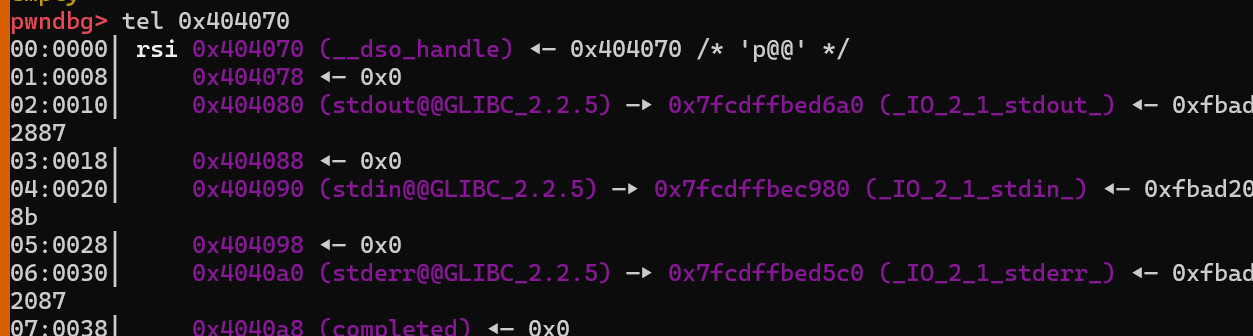 empty
pwndbg> tel 0x404070
00:0000│ rsi 0x404070 (__dso_handle) ◂— 0x404070 /* 'p@@' */
01:0008│     0x404078 ◂— 0x0
02:0010│     0x404080 (stdout@@GLIBC_2.2.5) —▸ 0x7fcdffbed6a0 (_IO_2_1_stdout_) ◂— 0xfbad
2887
03:0018│     0x404088 ◂— 0x0
04:0020│     0x404090 (stdin@@GLIBC_2.2.5) —▸ 0x7fcdffbec980 (_IO_2_1_stdin_) ◂— 0xfbad20
8b
05:0028│     0x404098 ◂— 0x0
06:0030│     0x4040a0 (stderr@@GLIBC_2.2.5) —▸ 0x7fcdffbed5c0 (_IO_2_1_stderr_) ◂— 0xfbad
2087
07:0038│     0x4040a8 (completed) ◂— 0x0